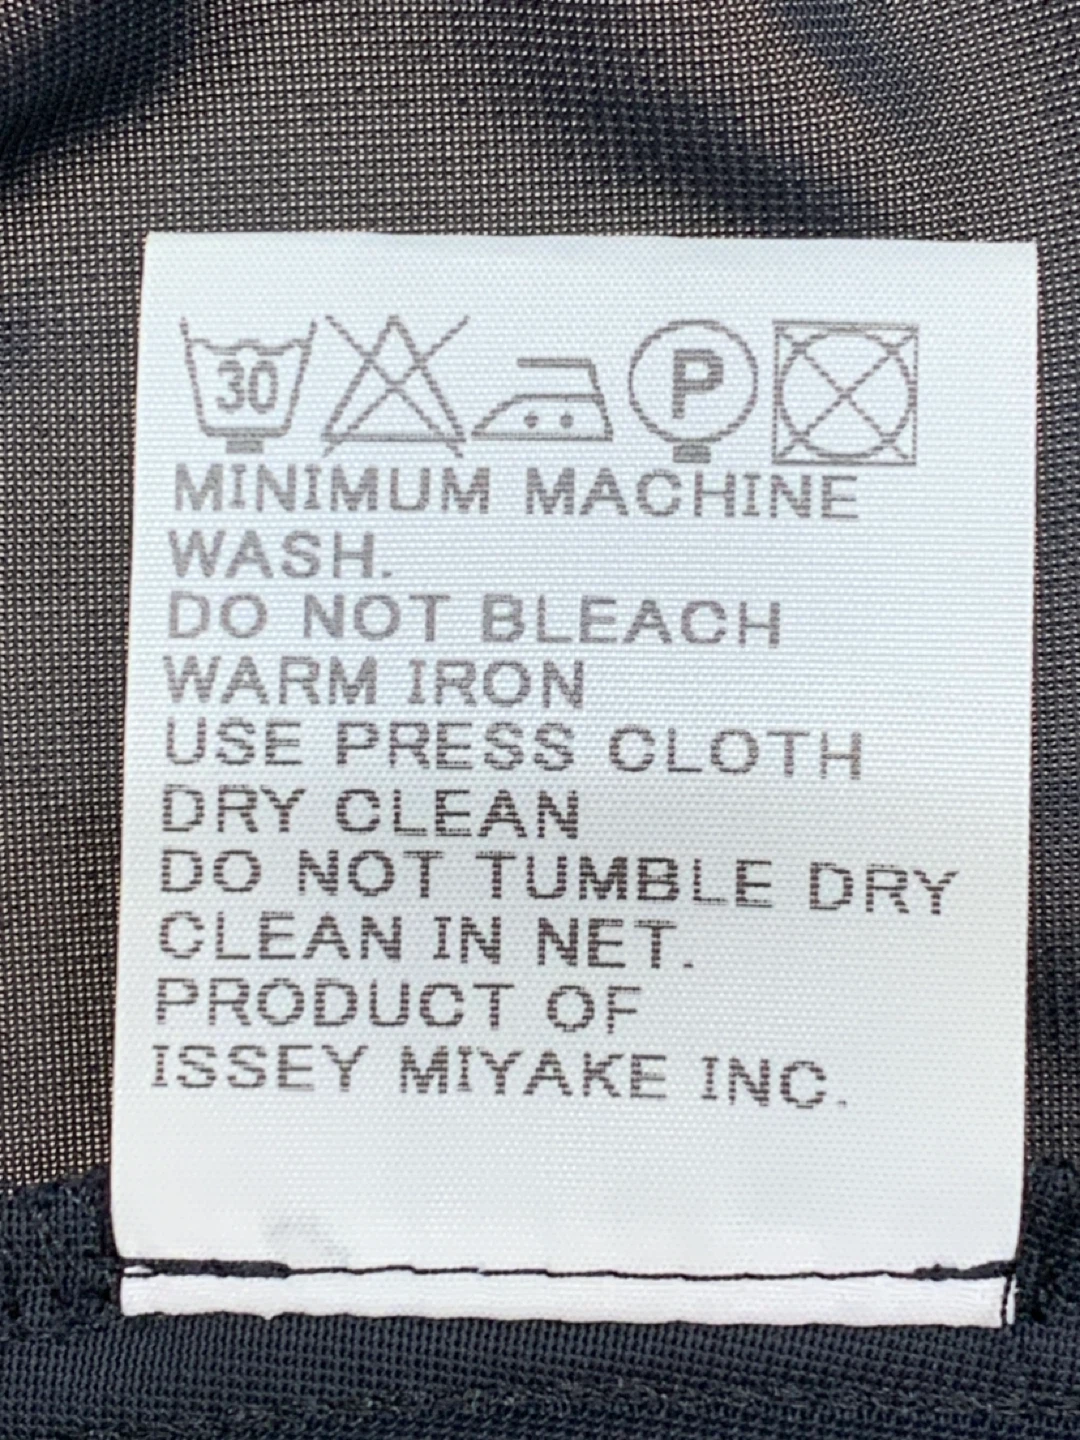 30 P
MINIMUM MACHINE
WASH.
DO NOT BLEACH
WARM IRON
USE PRESS CLOTH
DRY CLEAN
DO NOT TUMBLE DRY
CLEAN IN NET.
PRODUCT OF
ISSEY MIYAKE INC.